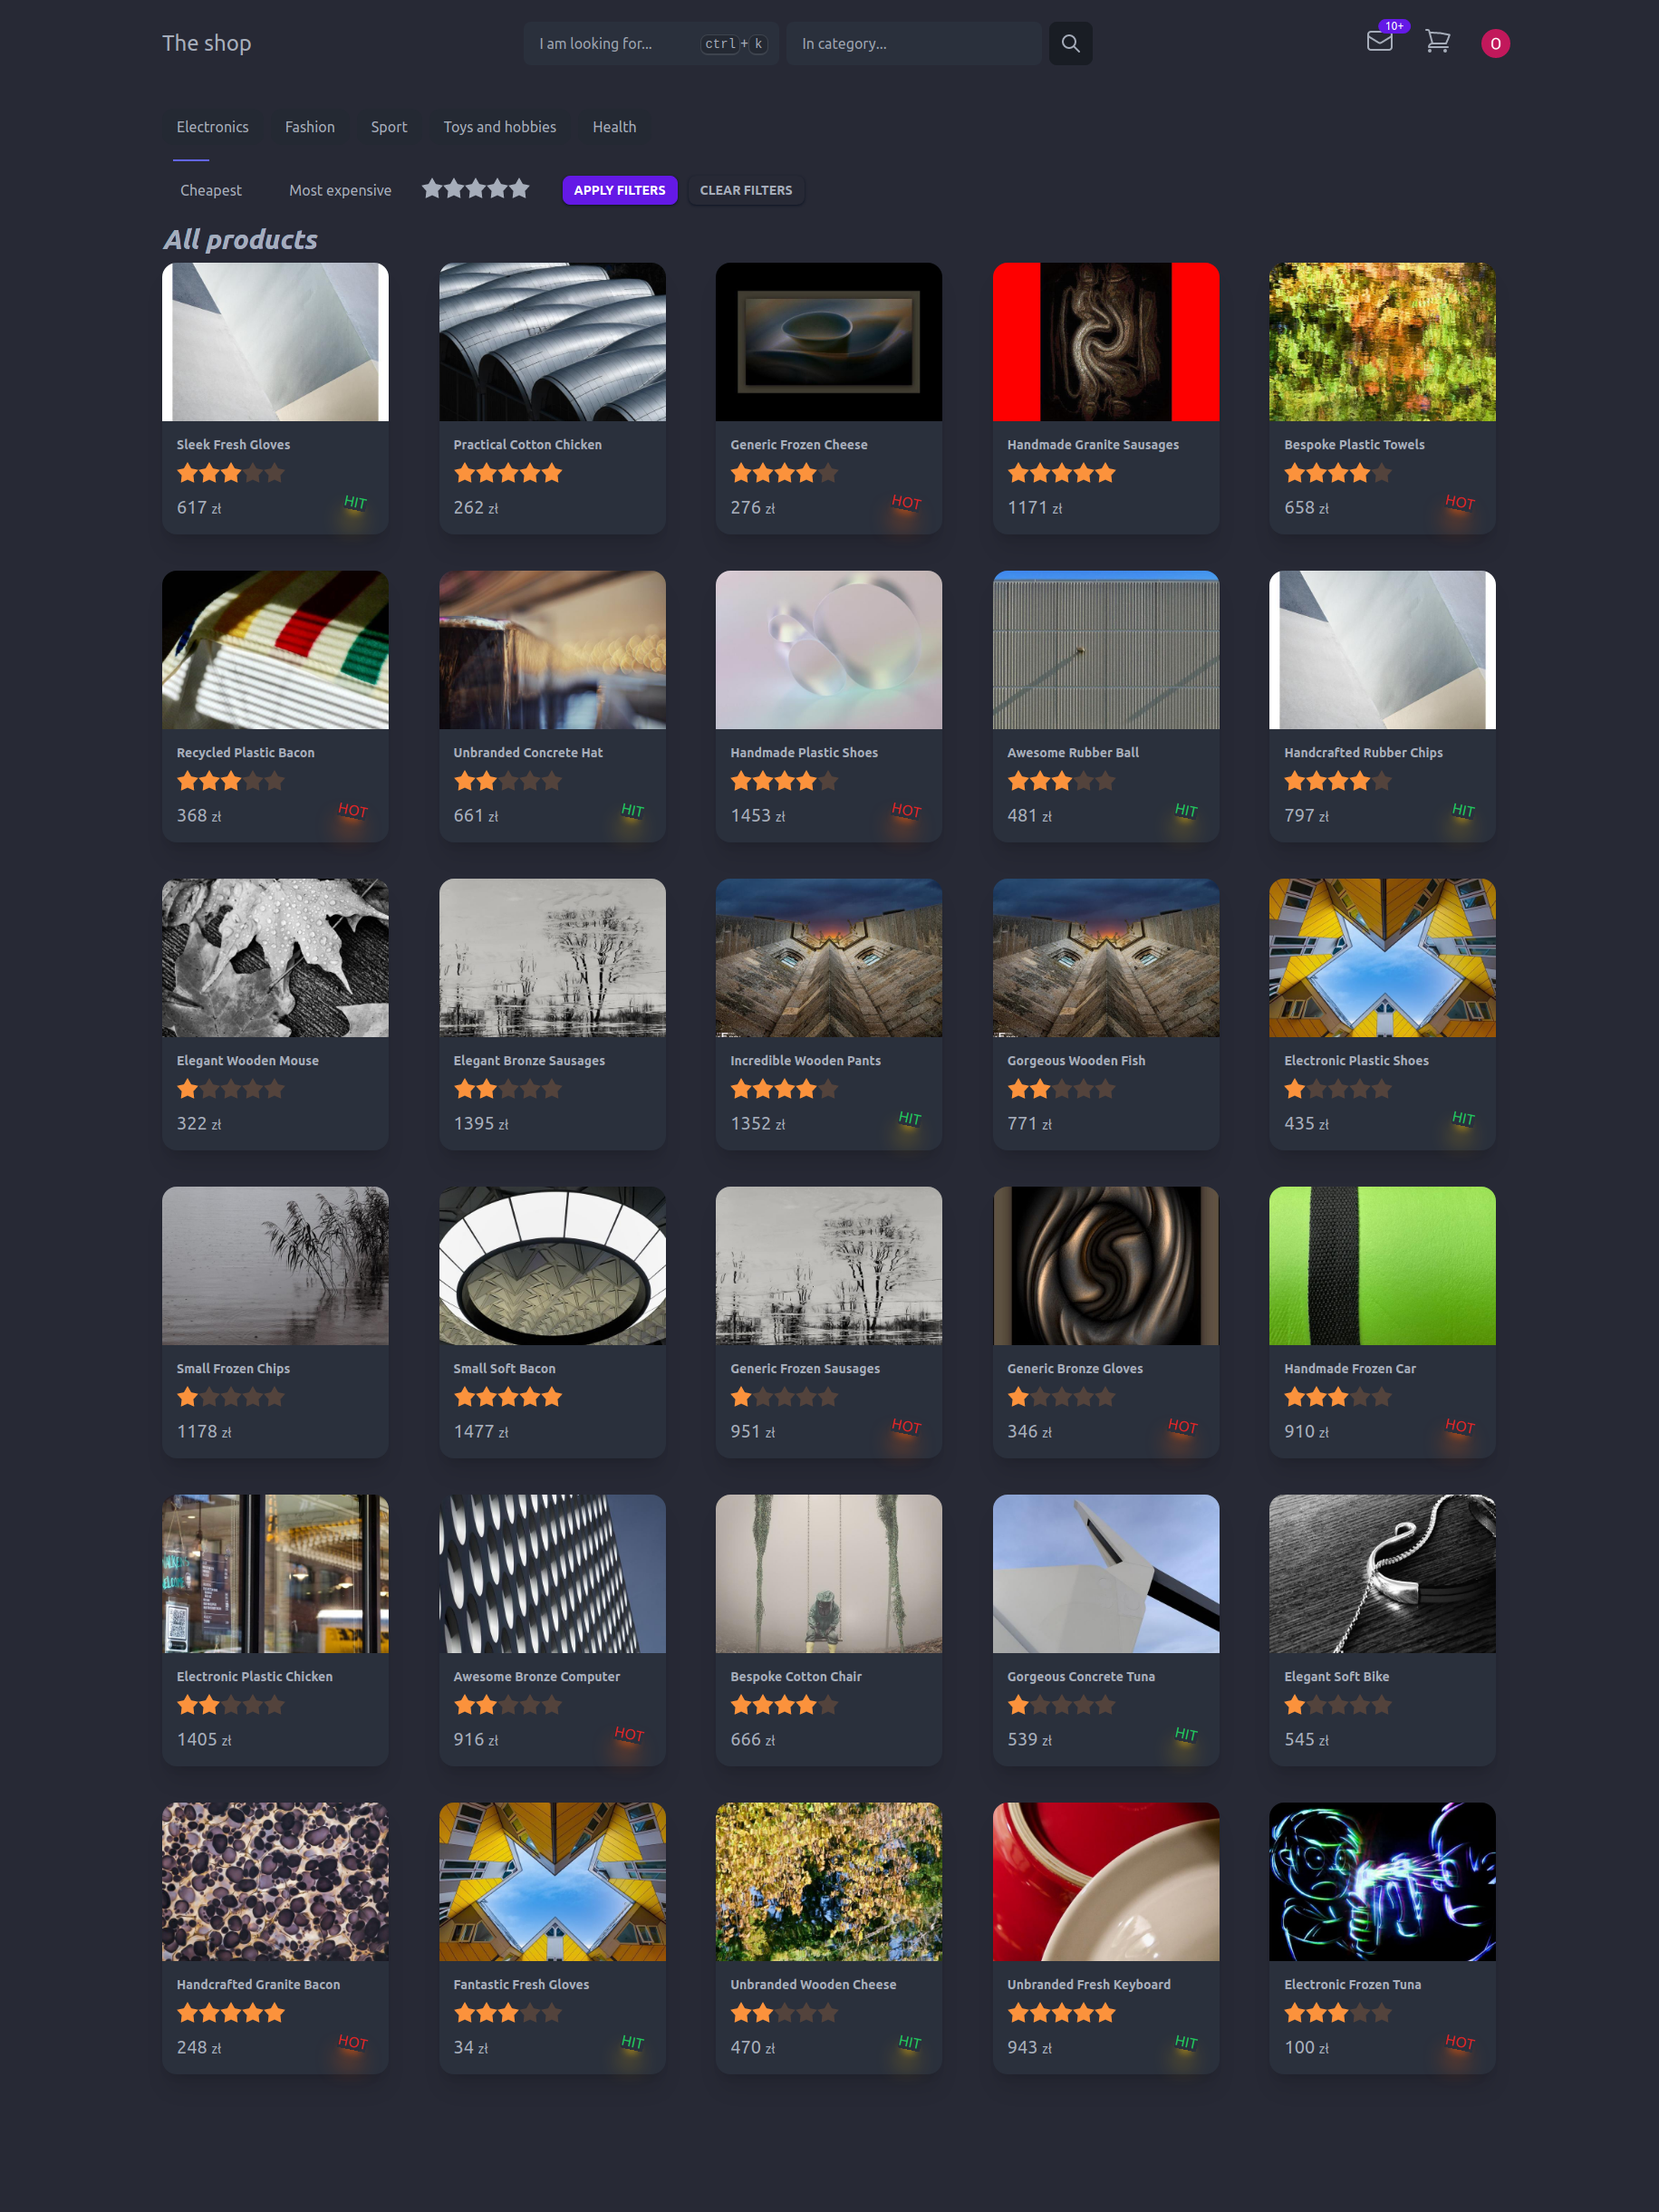 The shop
I am looking for... ctrl+k
In category...
10+
O
Electronics Fashion Sport Toys and hobbies Health
Cheapest Most expensive APPLY FILTERS CLEAR FILTERS
All products
Sleek Fresh Gloves
617 zł HIT
Practical Cotton Chicken
262 zł
Generic Frozen Cheese
276 zł HOT
Handmade Granite Sausages
1171 zł
Bespoke Plastic Towels
658 zł HOT
Recycled Plastic Bacon
368 zł HOT
Unbranded Concrete Hat
661 zł HIT
Handmade Plastic Shoes
1453 zł HOT
Awesome Rubber Ball
481 zł HIT
Handcrafted Rubber Chips
797 zł HIT
Elegant Wooden Mouse
322 zł
Elegant Bronze Sausages
1395 zł
Incredible Wooden Pants
1352 zł HIT
Gorgeous Wooden Fish
771 zł
Electronic Plastic Shoes
435 zł HIT
Small Frozen Chips
1178 zł
Small Soft Bacon
1477 zł
Generic Frozen Sausages
951 zł HOT
Generic Bronze Gloves
346 zł HOT
Handmade Frozen Car
910 zł HOT
Electronic Plastic Chicken
1405 zł
Awesome Bronze Computer
916 zł HOT
Bespoke Cotton Chair
666 zł
Gorgeous Concrete Tuna
539 zł HIT
Elegant Soft Bike
545 zł
Handcrafted Granite Bacon
248 zł HOT
Fantastic Fresh Gloves
34 zł HIT
Unbranded Wooden Cheese
470 zł HIT
Unbranded Fresh Keyboard
943 zł HIT
Electronic Frozen Tuna
100 zł HOT